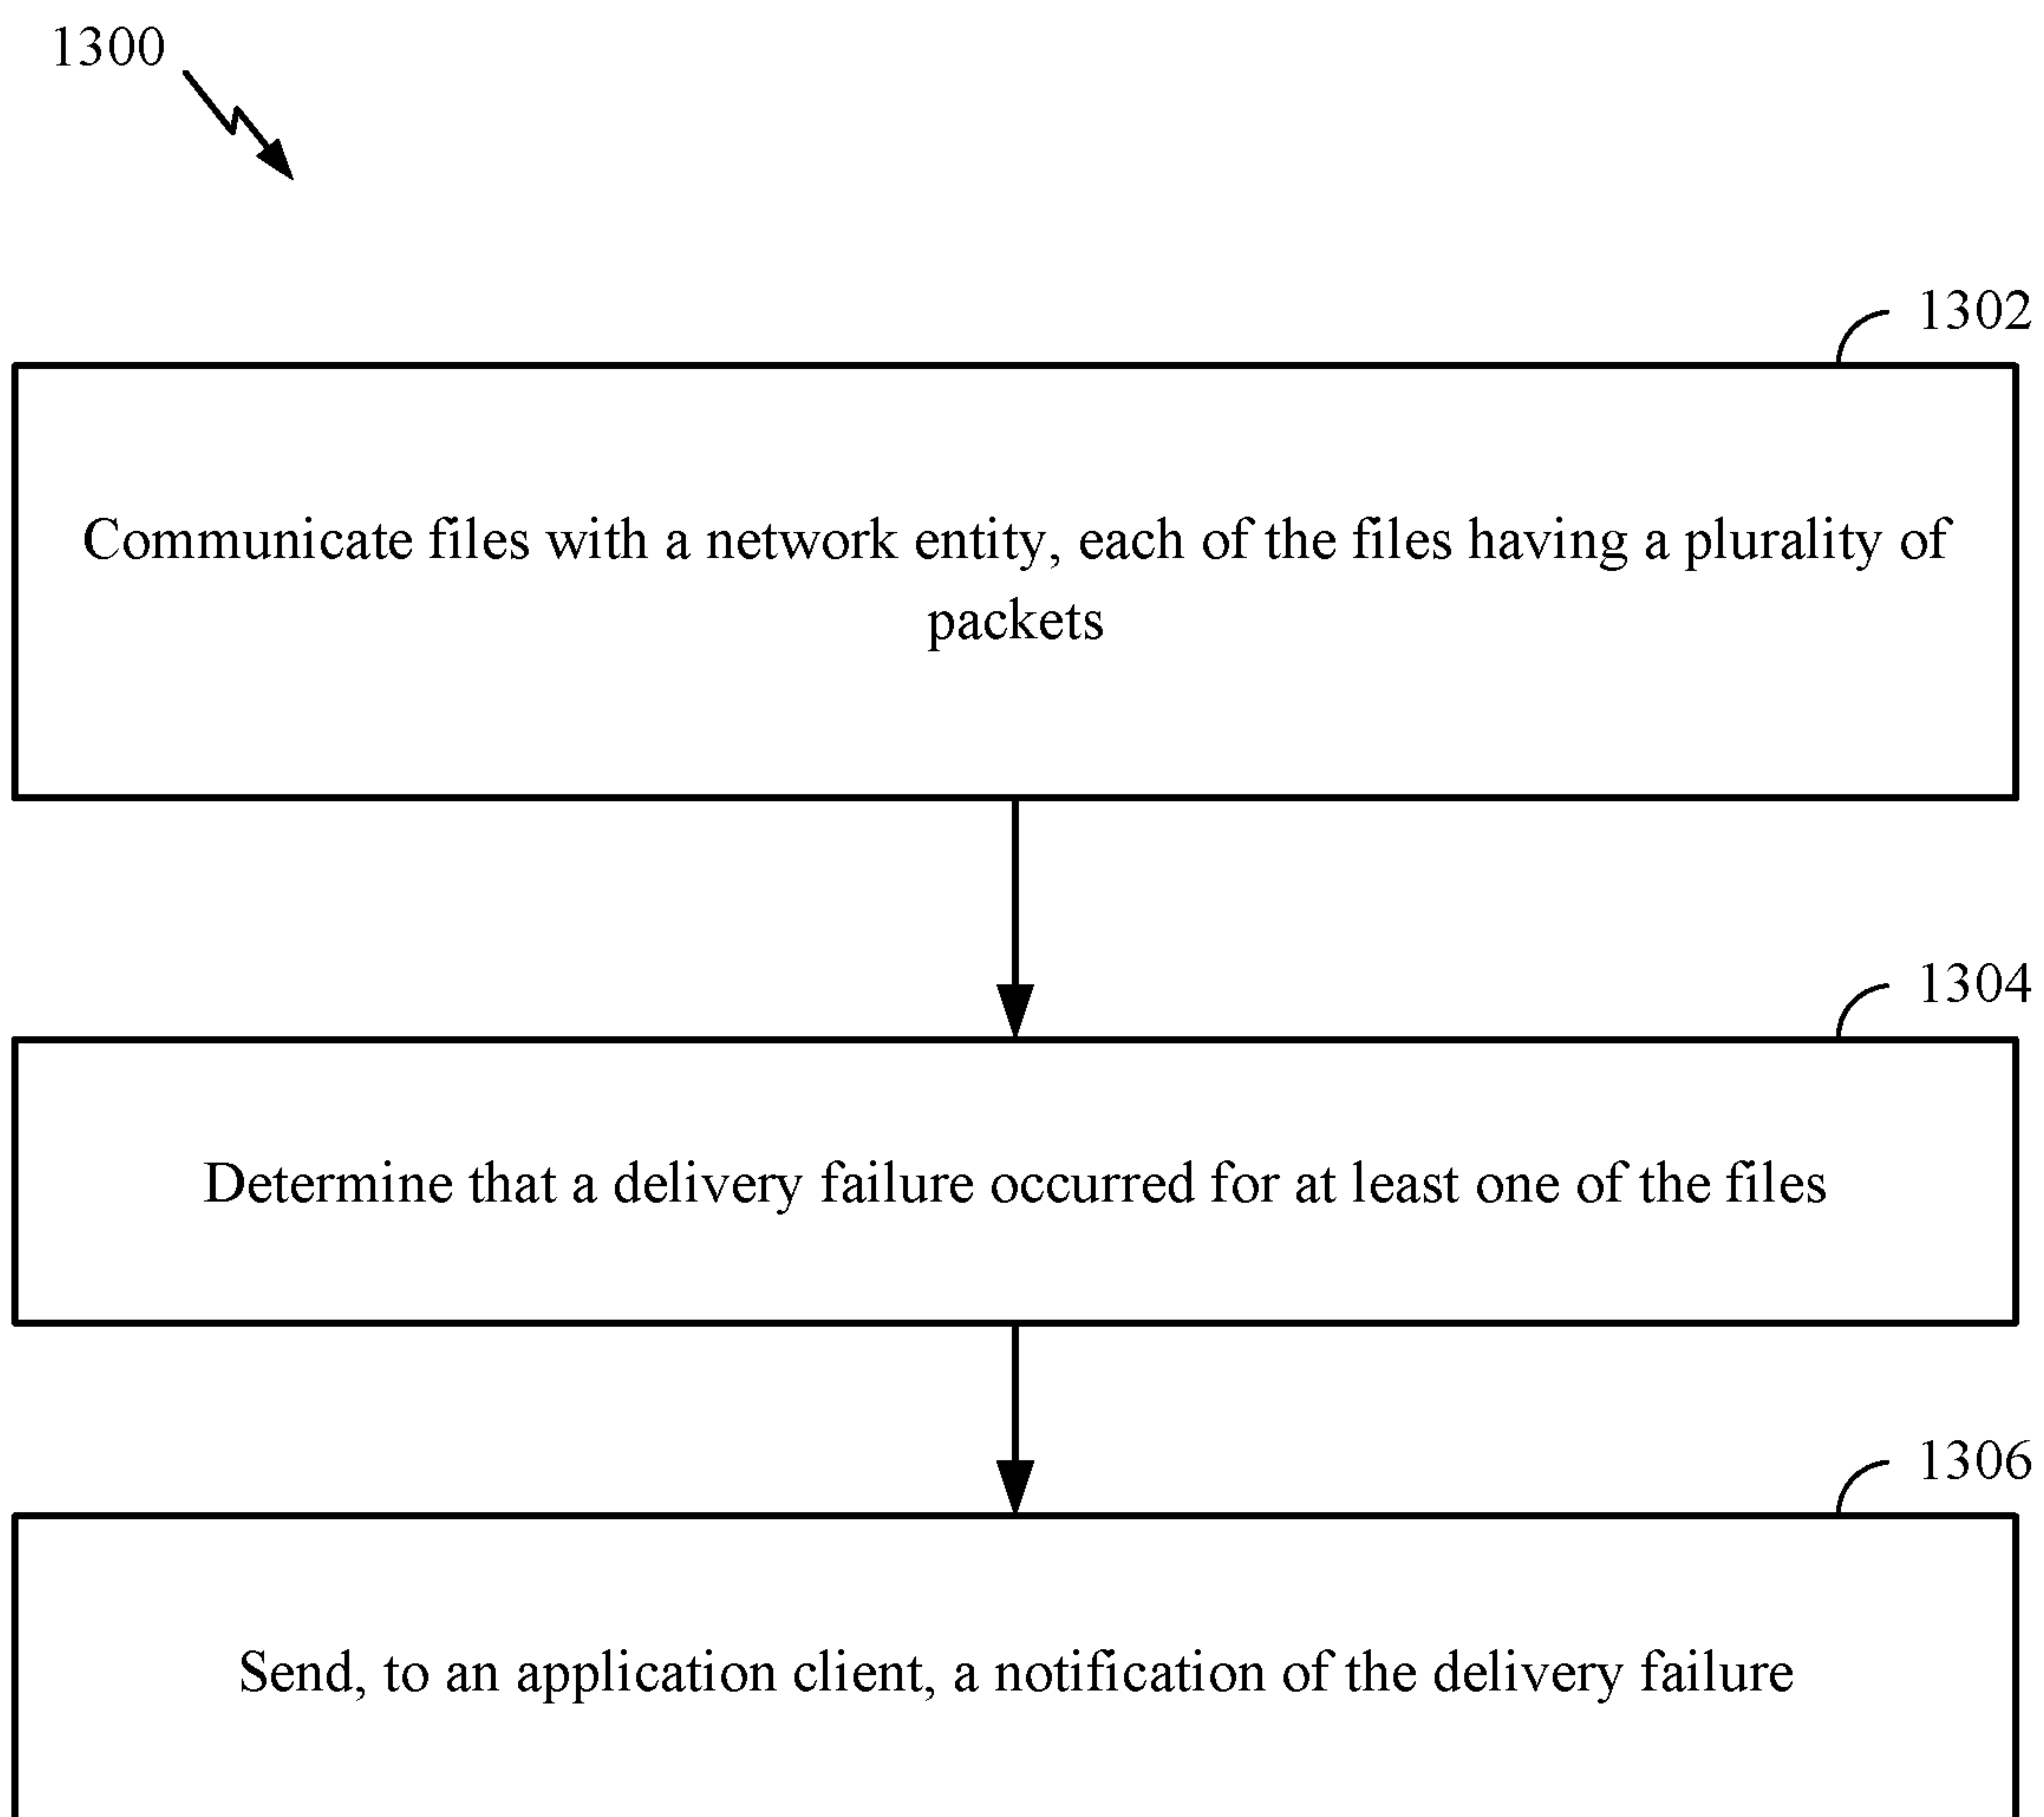 1300
1302
Communicate files with a network entity, each of the files having a plurality of
packets
1304
Determine that a delivery failure occurred for at least one of the files
1306
Send, to an application client, a notification of the delivery failure